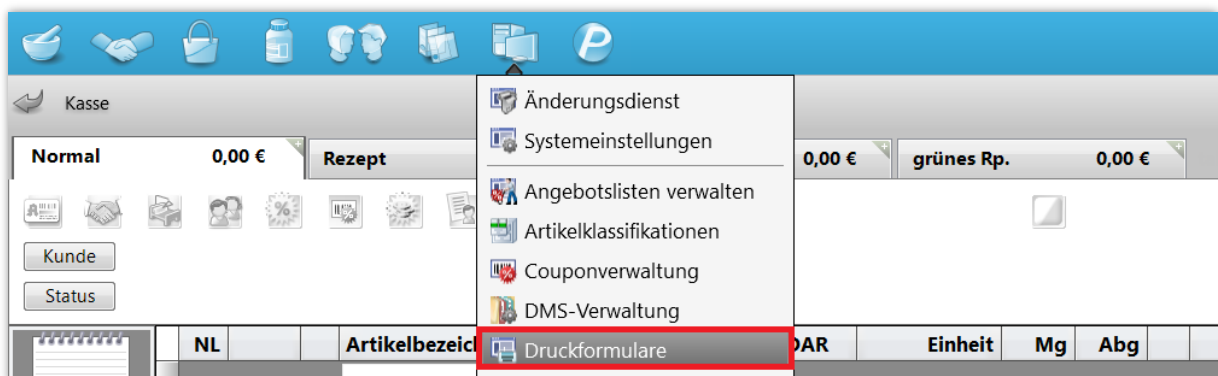 P
Kasse
Änderungsdienst
Systemeinstellungen
Normal 0,00 € Rezept 0,00 € grünes Rp. 0,00 €
Angebotslisten verwalten
Artikelklassifikationen
Kunde
Couponverwaltung
Status
DMS-Verwaltung
NL Artikelbezeic DAR Einheit Mg Abg
Druckformulare